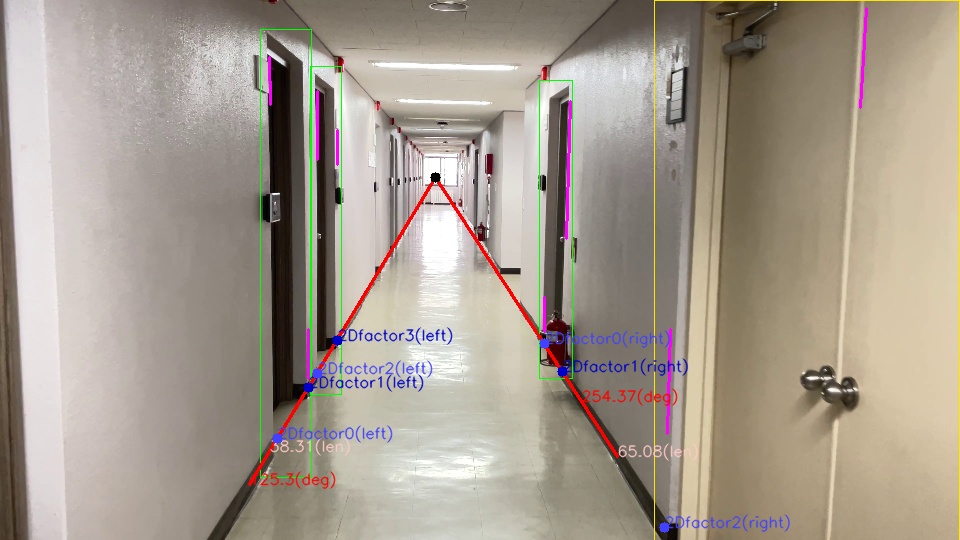 2Dfactor3(left)
2Dfactor0(right)
2Dfactor2(left)
2Dfactor1(right)
2Dfactor1(left)
254.37(deg)
2Dfactor0(left)
38.31(len)
65.08(len)
25.3(deg)
2Dfactor2(right)